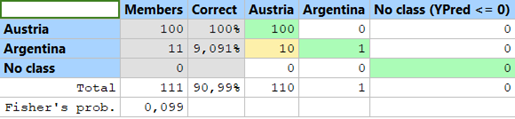 Members Correct Austria Argentina No class (YPred <= 0)
Austria 100 100% 100 0 0
Argentina 11 9,091% 10 1 0
No class 0 0 0 0
Total 111 90,99% 110 1 0
Fisher's prob. 0,099